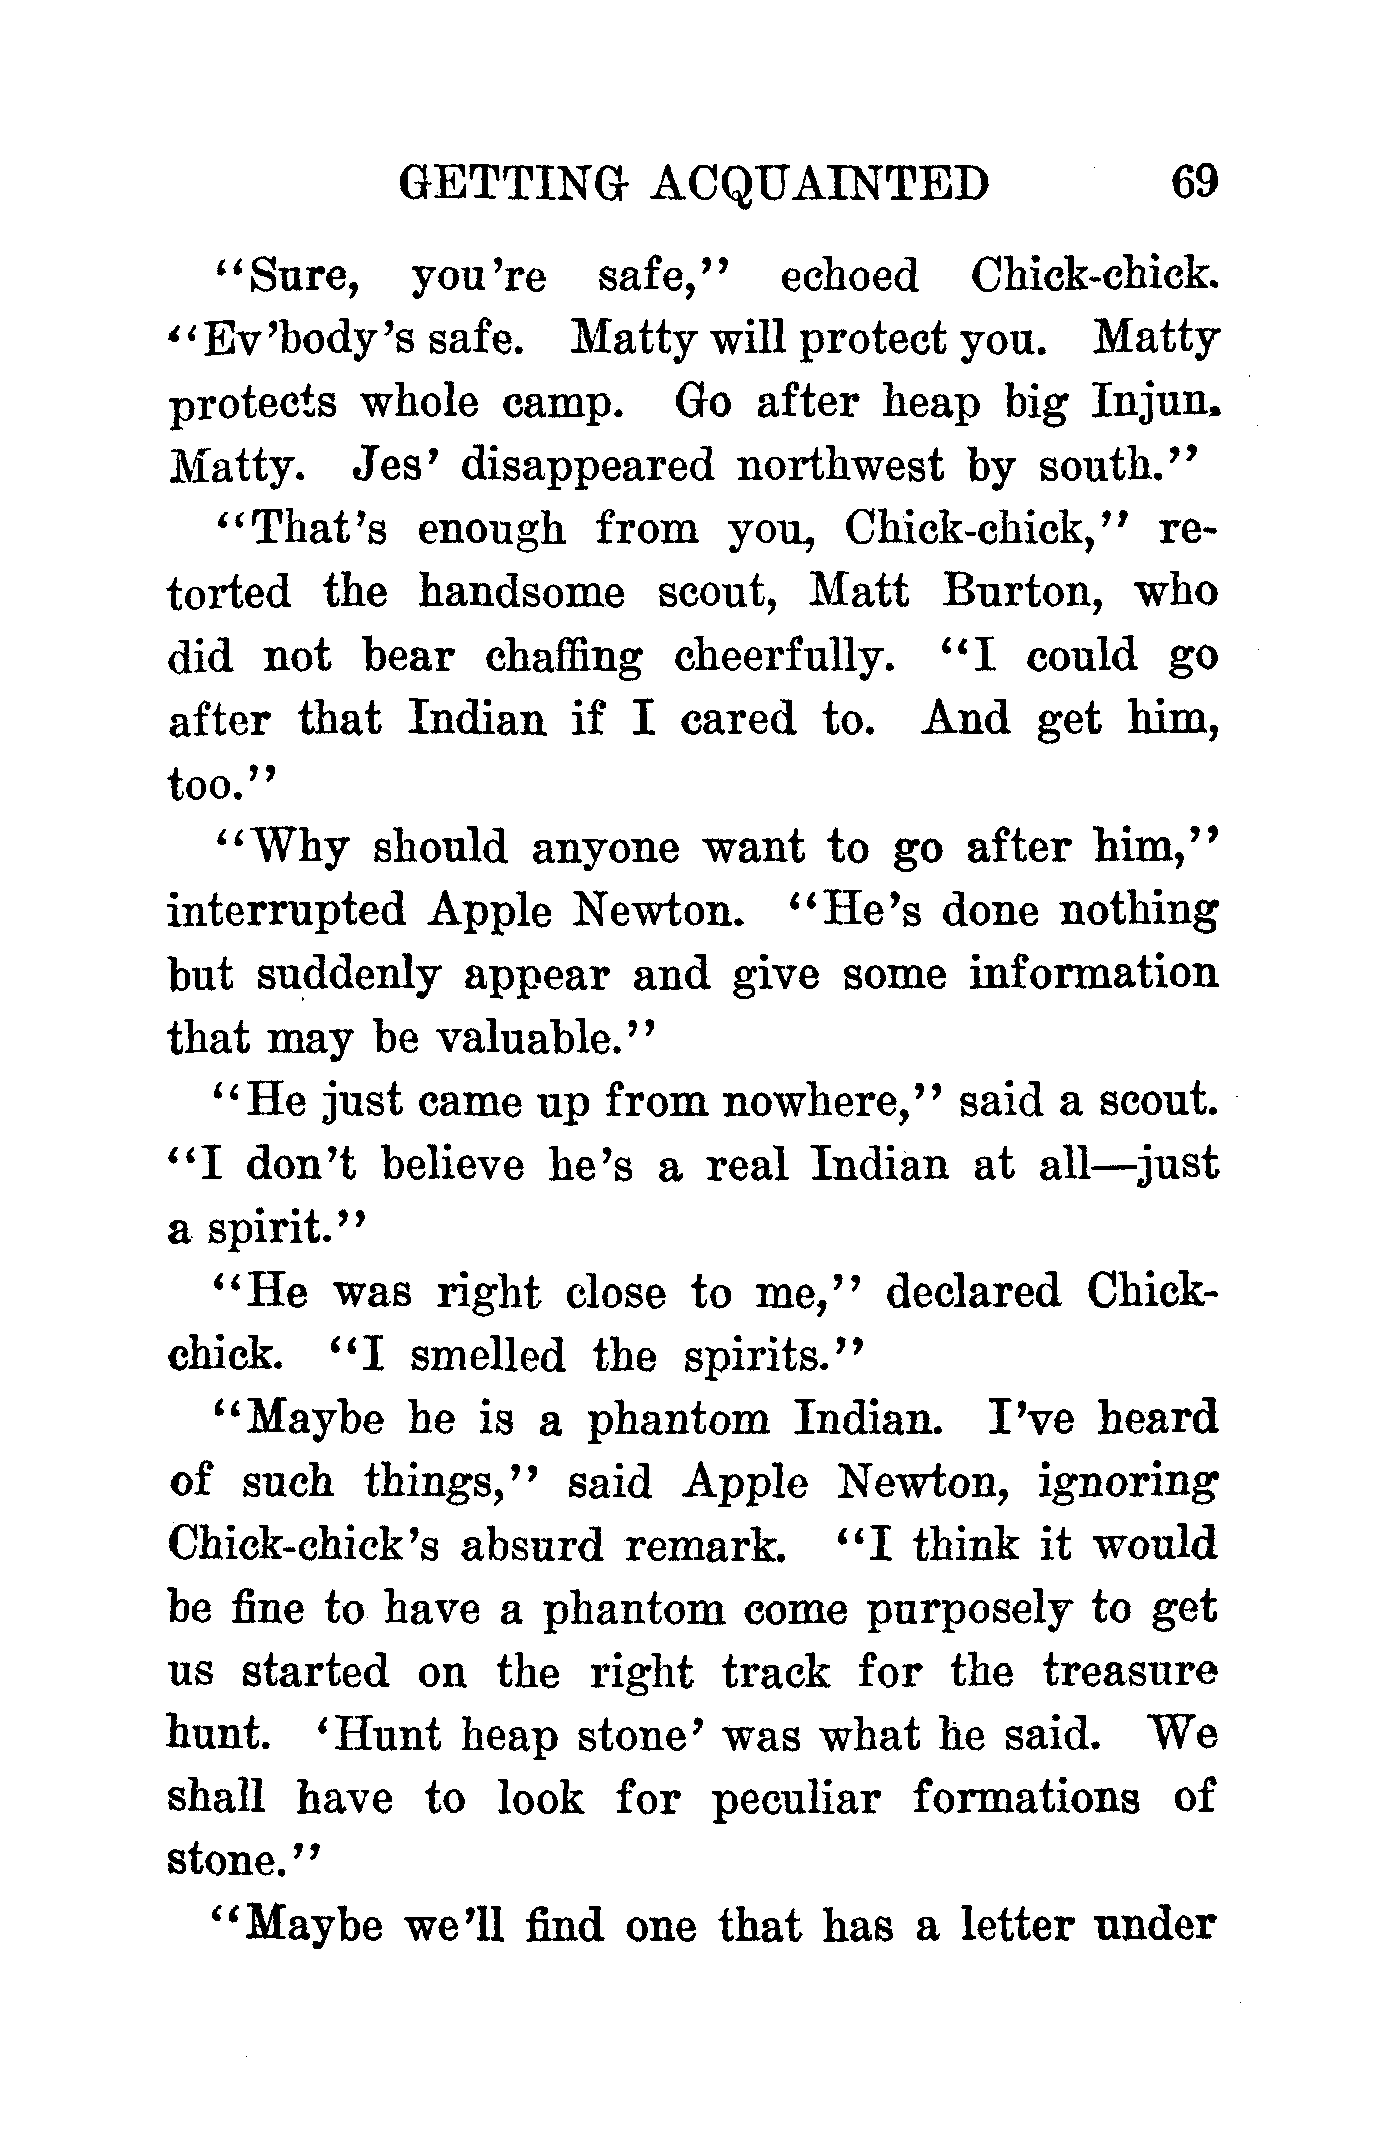 GETTING ACQUAINTED 69
"Sure, you're safe," echoed Chick-chick.
"Ev'body's safe. Matty will protect you. Matty
protects whole camp. Go after heap big Injun.
Matty. Jes' disappeared northwest by south."
"That's enough from you, Chick-chick," re-
torted the handsome scout, Matt Burton, who
did not bear chaffing cheerfully. "I could go
after that Indian if I cared to. And get him,
too."
"Why should anyone want to go after him,"
interrupted Apple Newton. "He's done nothing
but suddenly appear and give some information
that may be valuable."
"He just came up from nowhere," said a scout.
"I don't believe he's a real Indian at all—just
a spirit."
"He was right close to me," declared Chick-
chick. "I smelled the spirits."
"Maybe he is a phantom Indian. I've heard
of such things," said Apple Newton, ignoring
Chick-chick's absurd remark. "I think it would
be fine to have a phantom come purposely to get
us started on the right track for the treasure
hunt. 'Hunt heap stone' was what he said. We
shall have to look for peculiar formations of
stone."
"Maybe we'll find one that has a letter under